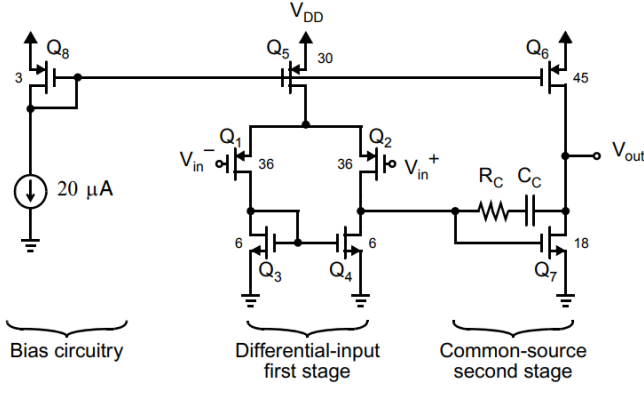 V_DD
Q_8
Q_5
Q_6
3
30
45
Q_1
Q_2
V_in^-
36
36
V_in^+
V_out
20 μA
R_C
C_C
6
6
18
Q_3
Q_4
Q_7
Bias circuitry
Differential-input
first stage
Common-source
second stage